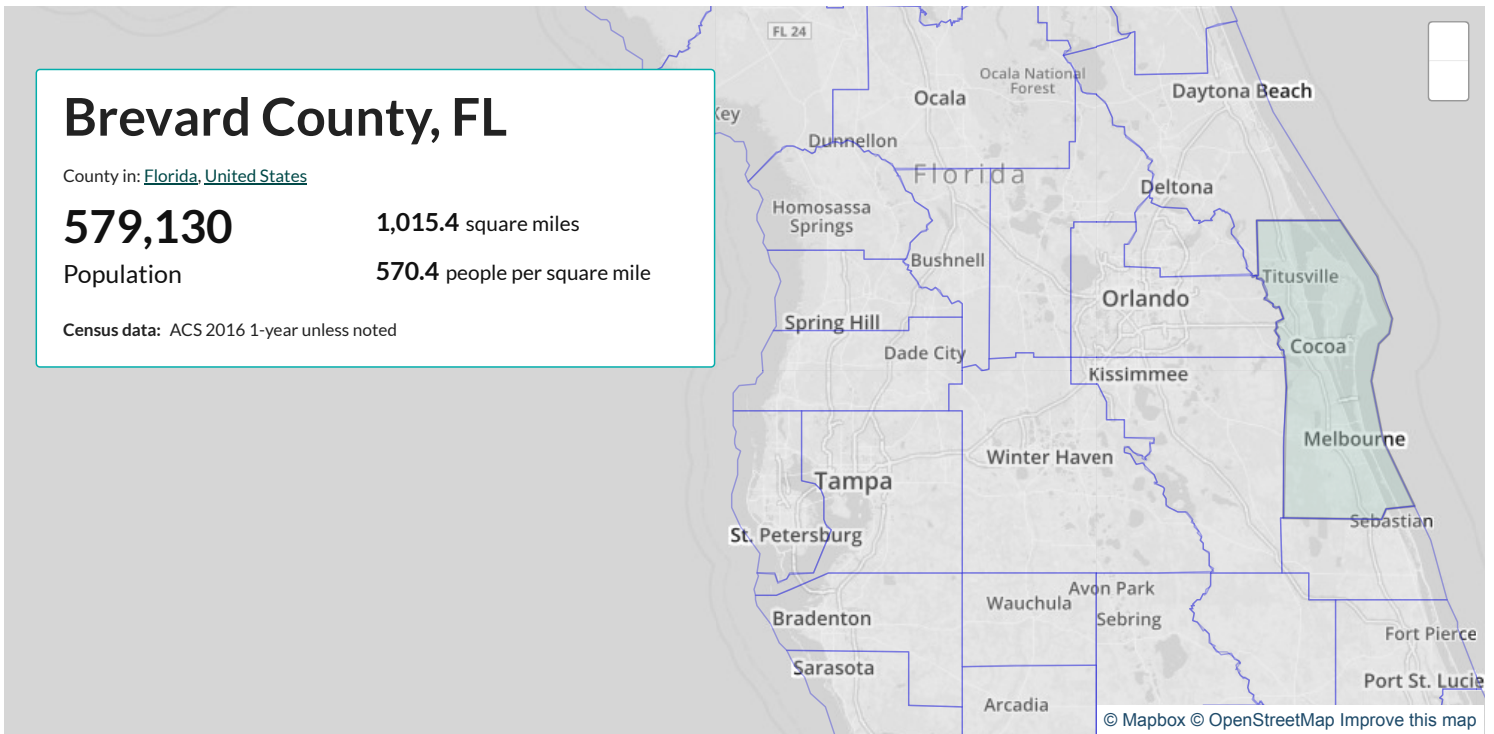 Brevard County, FL
County in: Florida, United States
579,130
Population
1,015.4 square miles
570.4 people per square mile
Census data: ACS 2016 1-year unless noted
FL 24
Ocala National
Forest
Ocala
Daytona Beach
Key
Dunnellon
Florida
Deltona
Homosassa
Springs
Bushnell
Titusville
Orlando
Spring Hill
Cocoa
Dade City
Kissimmee
Melbourne
Winter Haven
Tampa
Sebastian
St. Petersburg
Avon Park
Wauchula
Bradenton
Sebring
Fort Pierce
Sarasota
Port St. Lucie
Arcadia
© Mapbox © OpenStreetMap Improve this map